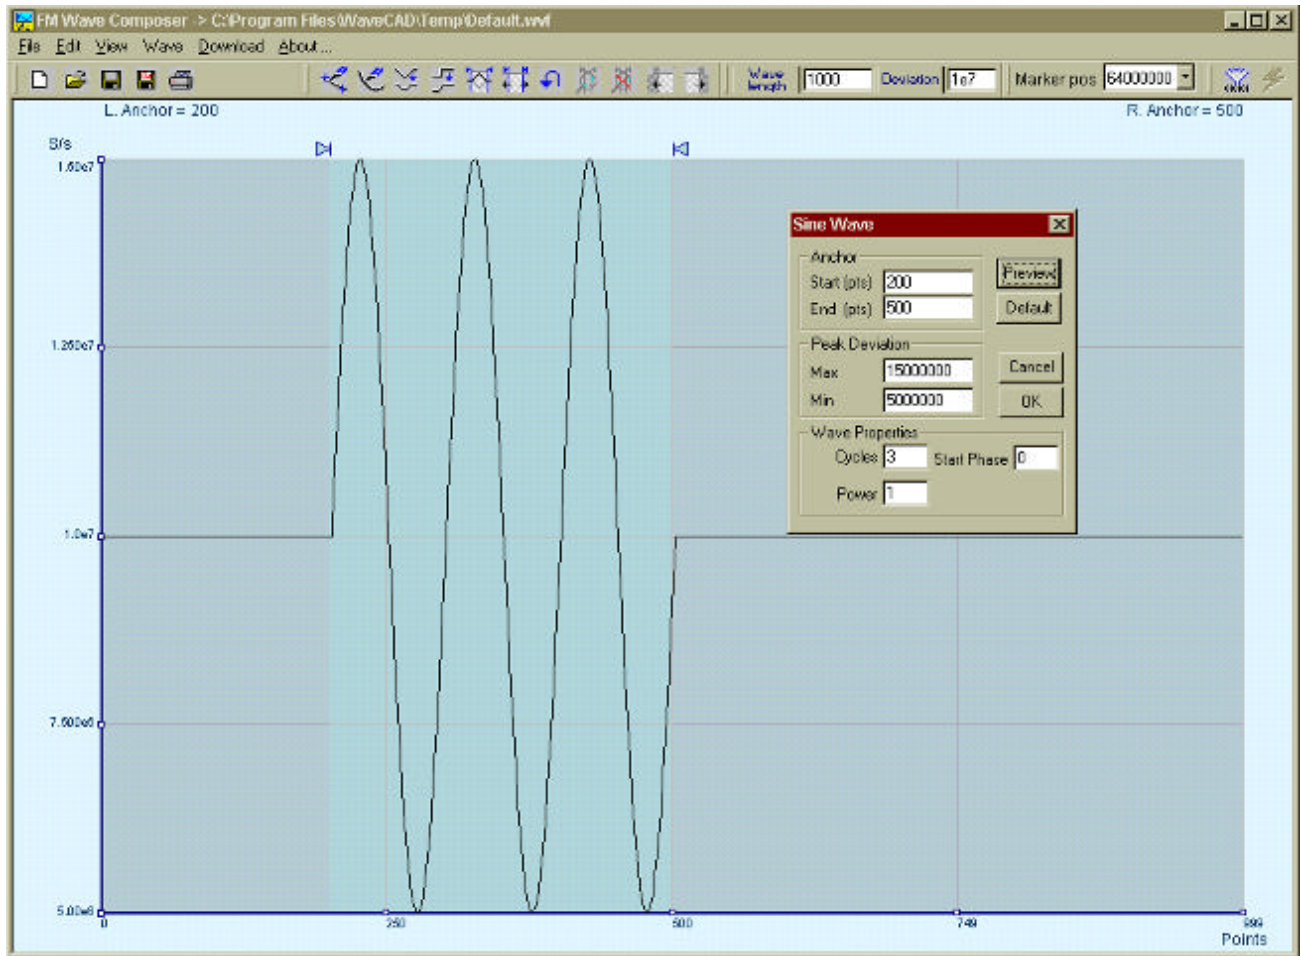 FM Wave Composer -> C:\Program Files\WaveCAD\Temp\Default.wvf
File Edit View Wave Download About...
Wave length 1000 Deviation 1e7 Marker pos 64000000
L. Anchor = 200
R. Anchor = 500
S/s
1.50e7
1.250e7
1.0e7
7.500e6
5.00e6
0 250 500 749 999
Points
Sine Wave
Anchor
Start (pts) 200
End (pts) 500
Preview
Default
Peak Deviation
Max 15000000
Min 5000000
Cancel
OK
Wave Properties
Cycles 3 Start Phase 0
Power 1